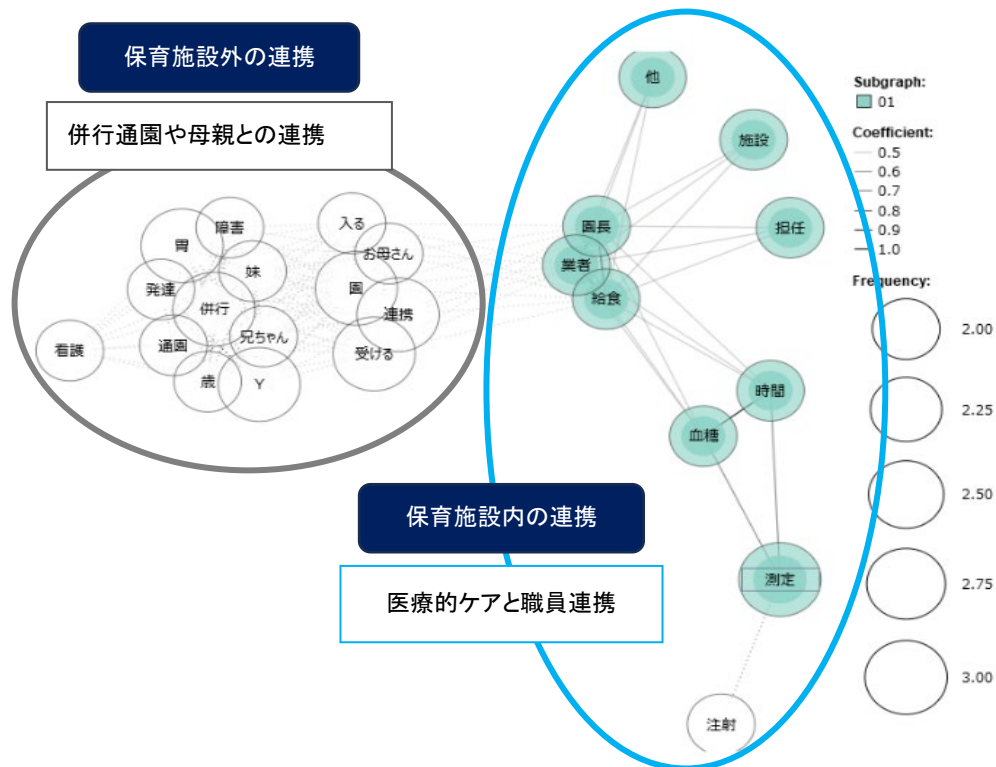 保育施設外の連携
併行通園や母親との連携
他
施設
園長
担任
業者
給食
時間
血糖
測定
注射
障害
胃
妹
発達
併行
通園
兄ちゃん
歳
Y
看護
入る
お母さん
園
連携
受ける
保育施設内の連携
医療的ケアと職員連携
Subgraph:
01
Coefficient:
0.5
0.6
0.7
0.8
0.9
1.0
Frequency:
2.00
2.25
2.50
2.75
3.00